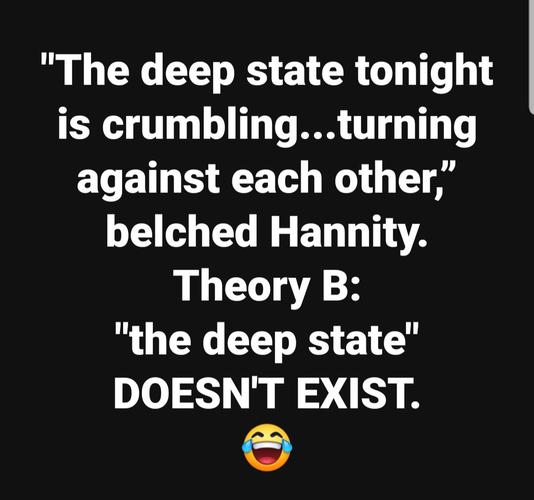 "The deep state tonight
is crumbling...turning
against each other,”
belched Hannity.
Theory B:
"the deep state"
DOESN'T EXIST.
😂